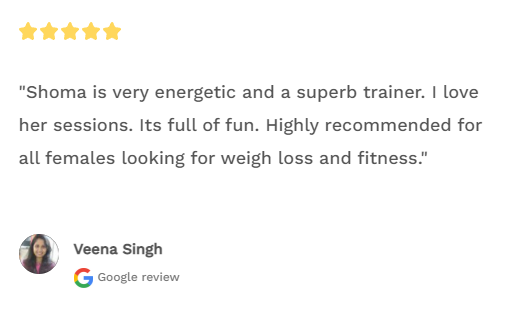 "Shoma is very energetic and a superb trainer. I love
her sessions. Its full of fun. Highly recommended for
all females looking for weigh loss and fitness."
Veena Singh
Google review